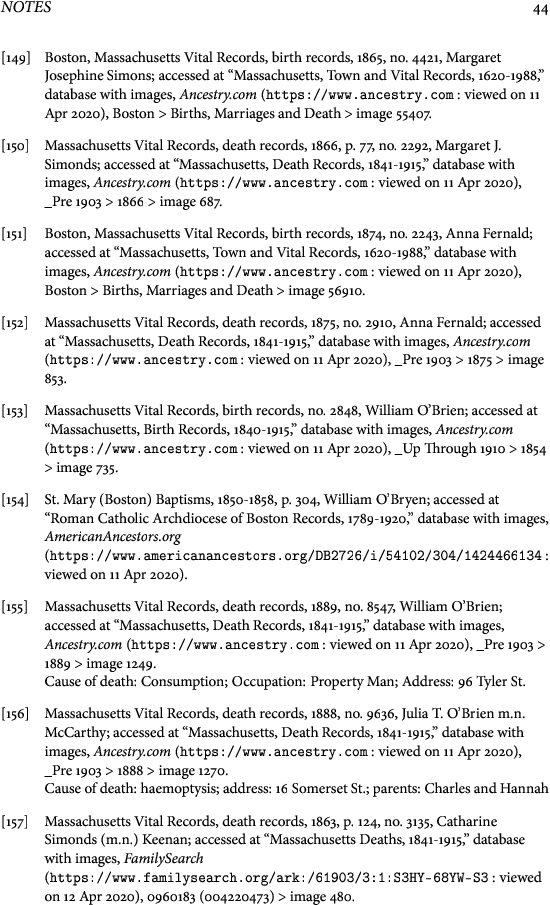 NOTES 44
[149] Boston, Massachusetts Vital Records, birth records, 1865, no. 4421, Margaret
Josephine Simons; accessed at “Massachusetts, Town and Vital Records, 1620-1988,”
database with images, Ancestry.com (https://www.ancestry.com : viewed on 11
Apr 2020), Boston > Births, Marriages and Death > image 55407.
[150] Massachusetts Vital Records, death records, 1866, p. 77, no. 2292, Margaret J.
Simonds; accessed at “Massachusetts, Death Records, 1841-1915,” database with
images, Ancestry.com (https://www.ancestry.com : viewed on 11 Apr 2020),
_Pre 1903 > 1866 > image 687.
[151] Boston, Massachusetts Vital Records, birth records, 1874, no. 2243, Anna Fernald;
accessed at “Massachusetts, Town and Vital Records, 1620-1988,” database with
images, Ancestry.com (https://www.ancestry.com : viewed on 11 Apr 2020),
Boston > Births, Marriages and Death > image 56910.
[152] Massachusetts Vital Records, death records, 1875, no. 2910, Anna Fernald; accessed
at “Massachusetts, Death Records, 1841-1915,” database with images, Ancestry.com
(https://www.ancestry.com : viewed on 11 Apr 2020), _Pre 1903 > 1875 > image
853.
[153] Massachusetts Vital Records, birth records, no. 2848, William O’Brien; accessed at
“Massachusetts, Birth Records, 1840-1915,” database with images, Ancestry.com
(https://www.ancestry.com : viewed on 11 Apr 2020), _Up Through 1910 > 1854
> image 735.
[154] St. Mary (Boston) Baptisms, 1850-1858, p. 304, William O’Bryen; accessed at
“Roman Catholic Archdiocese of Boston Records, 1789-1920,” database with images,
AmericanAncestors.org
(https://www.americanancestors.org/DB2726/i/54102/304/1424466134 :
viewed on 11 Apr 2020).
[155] Massachusetts Vital Records, death records, 1889, no. 8547, William O’Brien;
accessed at “Massachusetts, Death Records, 1841-1915,” database with images,
Ancestry.com (https://www.ancestry.com : viewed on 11 Apr 2020), _Pre 1903 >
1889 > image 1249.
Cause of death: Consumption; Occupation: Property Man; Address: 96 Tyler St.
[156] Massachusetts Vital Records, death records, 1888, no. 9636, Julia T. O’Brien m.n.
McCarthy; accessed at “Massachusetts, Death Records, 1841-1915,” database with
images, Ancestry.com (https://www.ancestry.com : viewed on 11 Apr 2020),
_Pre 1903 > 1888 > image 1270.
Cause of death: haemoptysis; address: 16 Somerset St.; parents: Charles and Hannah
[157] Massachusetts Vital Records, death records, 1863, p. 124, no. 3135, Catharine
Simonds (m.n.) Keenan; accessed at “Massachusetts Deaths, 1841-1915,” database
with images, FamilySearch
(https://www.familysearch.org/ark:/61903/3:1:S3HY-68YW-S3 : viewed
on 12 Apr 2020), 0960183 (004220473) > image 480.